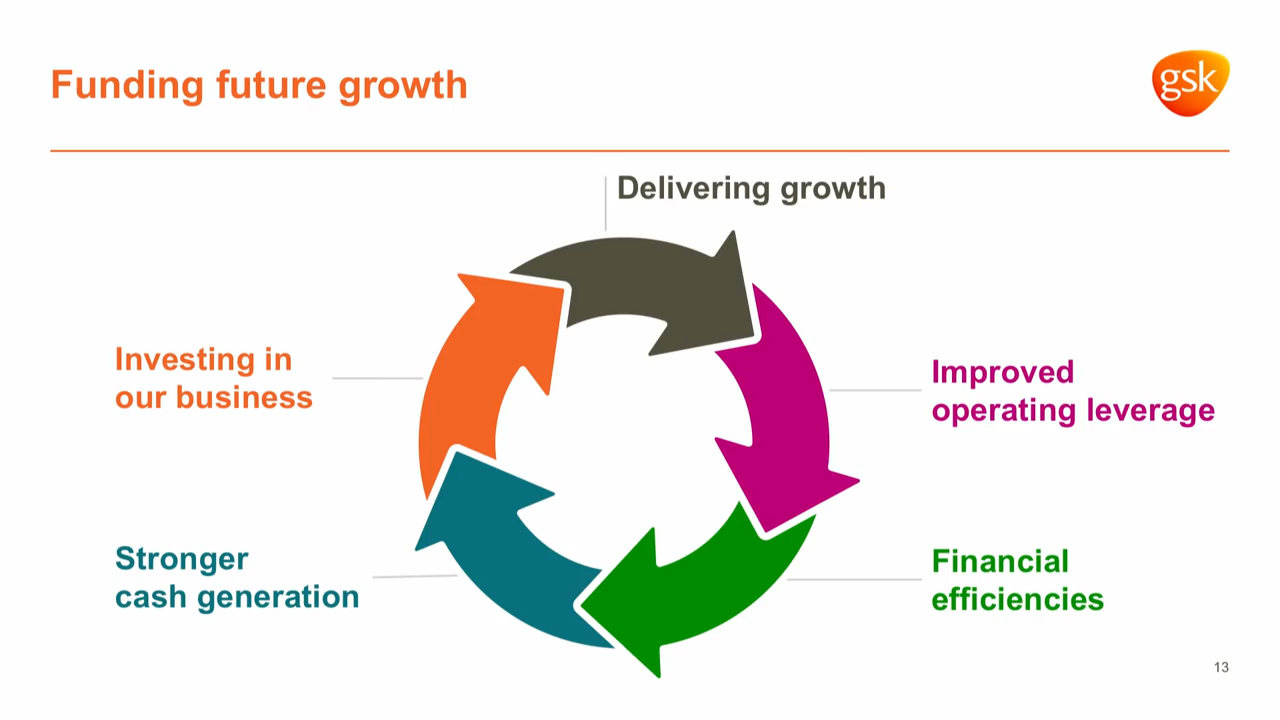 Funding future growth
gsk
Delivering growth
Investing in
our business
Improved
operating leverage
Stronger
cash generation
Financial
efficiencies
13